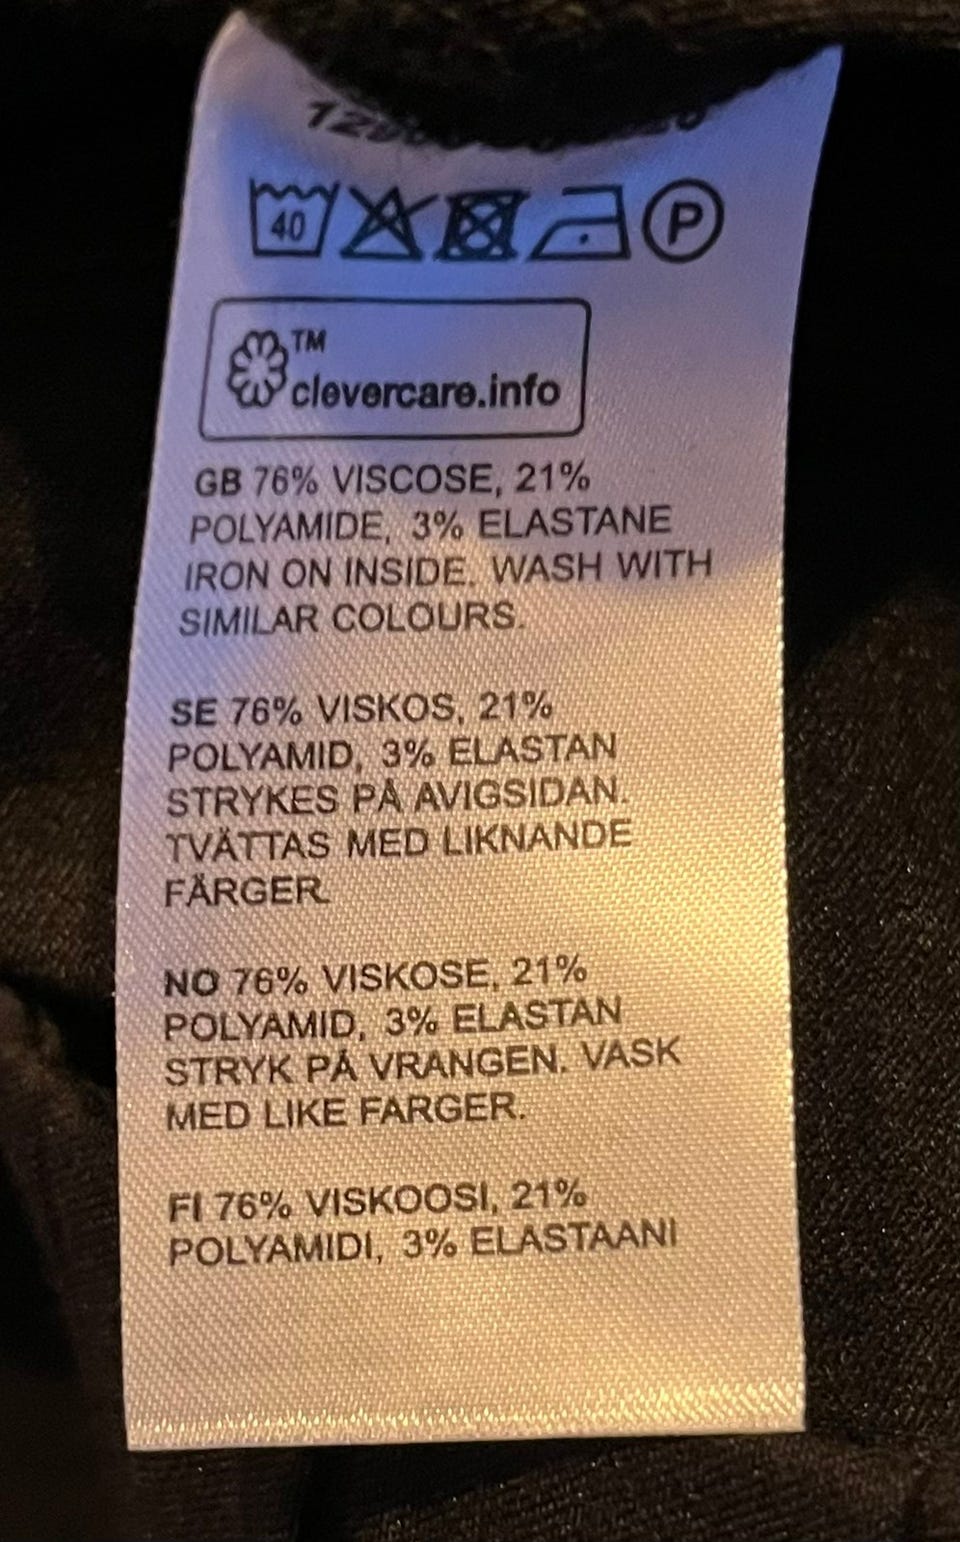 40
P
TM
clevercare.info
GB 76% VISCOSE, 21%
POLYAMIDE, 3% ELASTANE
IRON ON INSIDE. WASH WITH
SIMILAR COLOURS.
SE 76% VISKOS, 21%
POLYAMID, 3% ELASTAN
STRYKES PÅ AVIGSIDAN.
TVÄTTAS MED LIKNANDE
FÄRGER.
NO 76% VISKOSE, 21%
POLYAMID, 3% ELASTAN
STRYK PÅ VRANGEN. VASK
MED LIKE FARGER.
FI 76% VISKOOSI, 21%
POLYAMIDI, 3% ELASTAANI